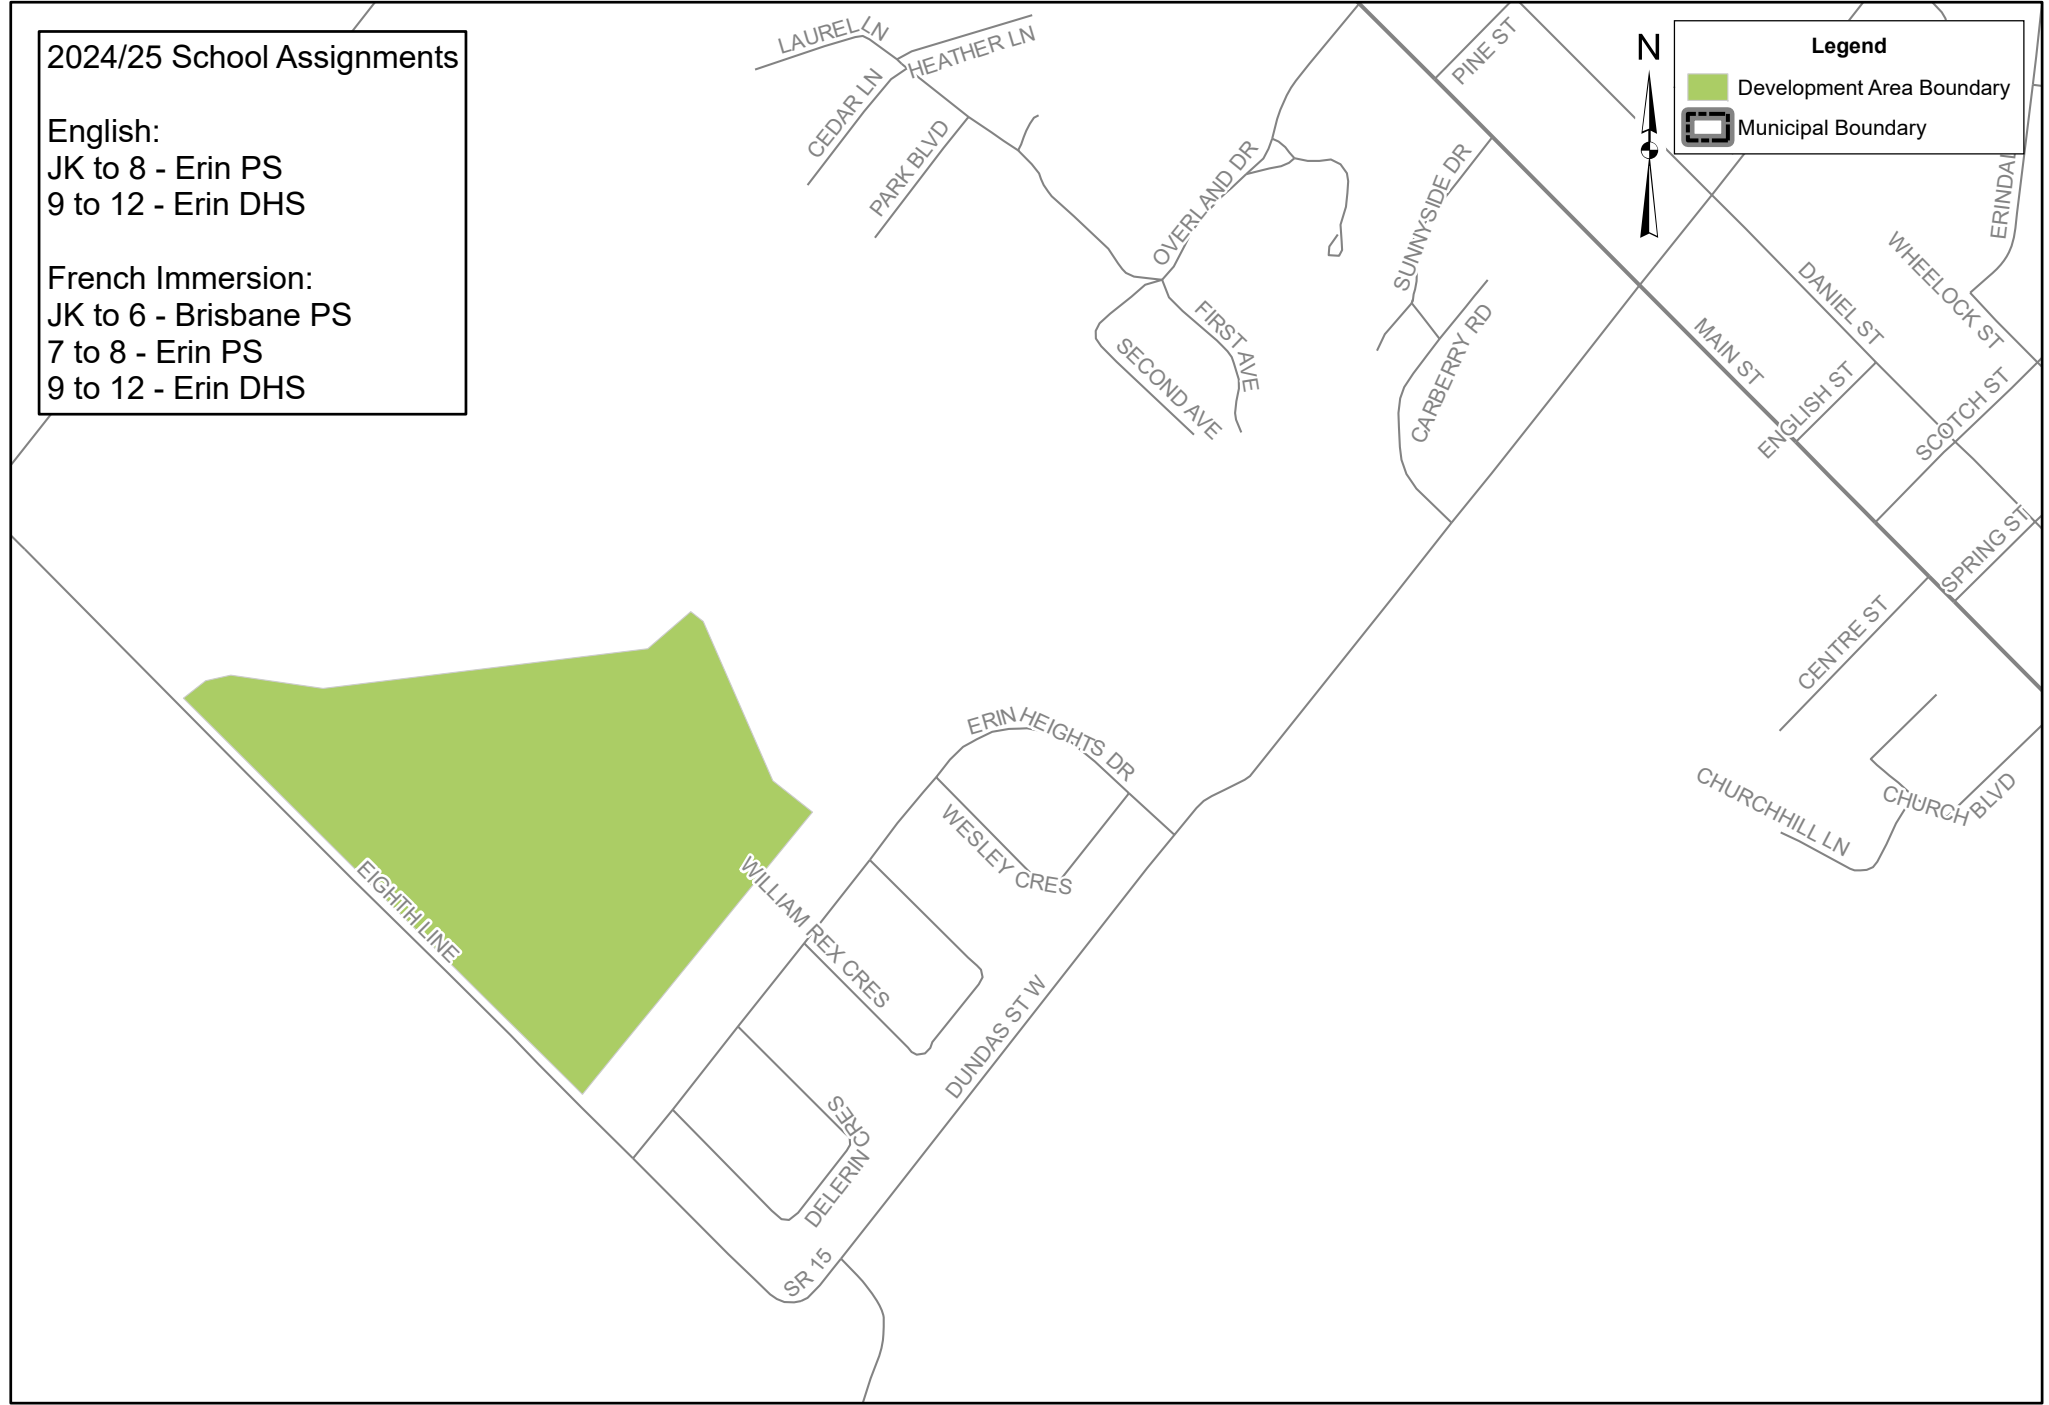 2024/25 School Assignments
English:
JK to 8 - Erin PS
9 to 12 - Erin DHS
French Immersion:
JK to 6 - Brisbane PS
7 to 8 - Erin PS
9 to 12 - Erin DHS
N
Legend
Development Area Boundary
Municipal Boundary
LAUREL LN
HEATHER LN
CEDAR LN
PARK BLVD
OVERLAND DR
PINE ST
SUNNYSIDE DR
FIRST AVE
SECOND AVE
CARBERRY RD
MAIN ST
DANIEL ST
WHEELOCK ST
ERINDAL
ENGLISH ST
SCOTCH ST
SPRING ST
CENTRE ST
CHURCHHILL LN
CHURCH BLVD
ERIN HEIGHTS DR
WESLEY CRES
WILLIAM REX CRES
EIGHTH LINE
DUNDAS ST W
DELERIN CRES
SR 15